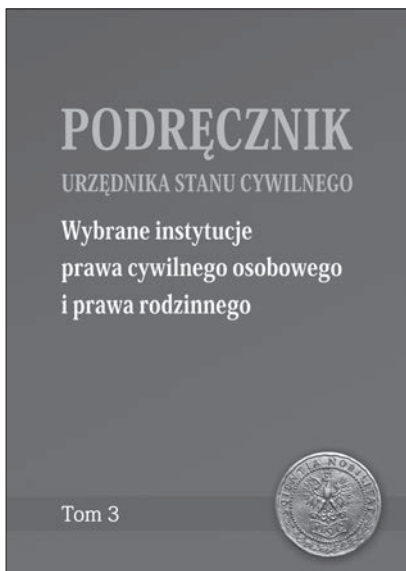 PODRĘCZNIK
URZĘDNIKA STANU CYWILNEGO
Wybrane instytucje
prawa cywilnego osobowego
i prawa rodzinnego
Tom 3